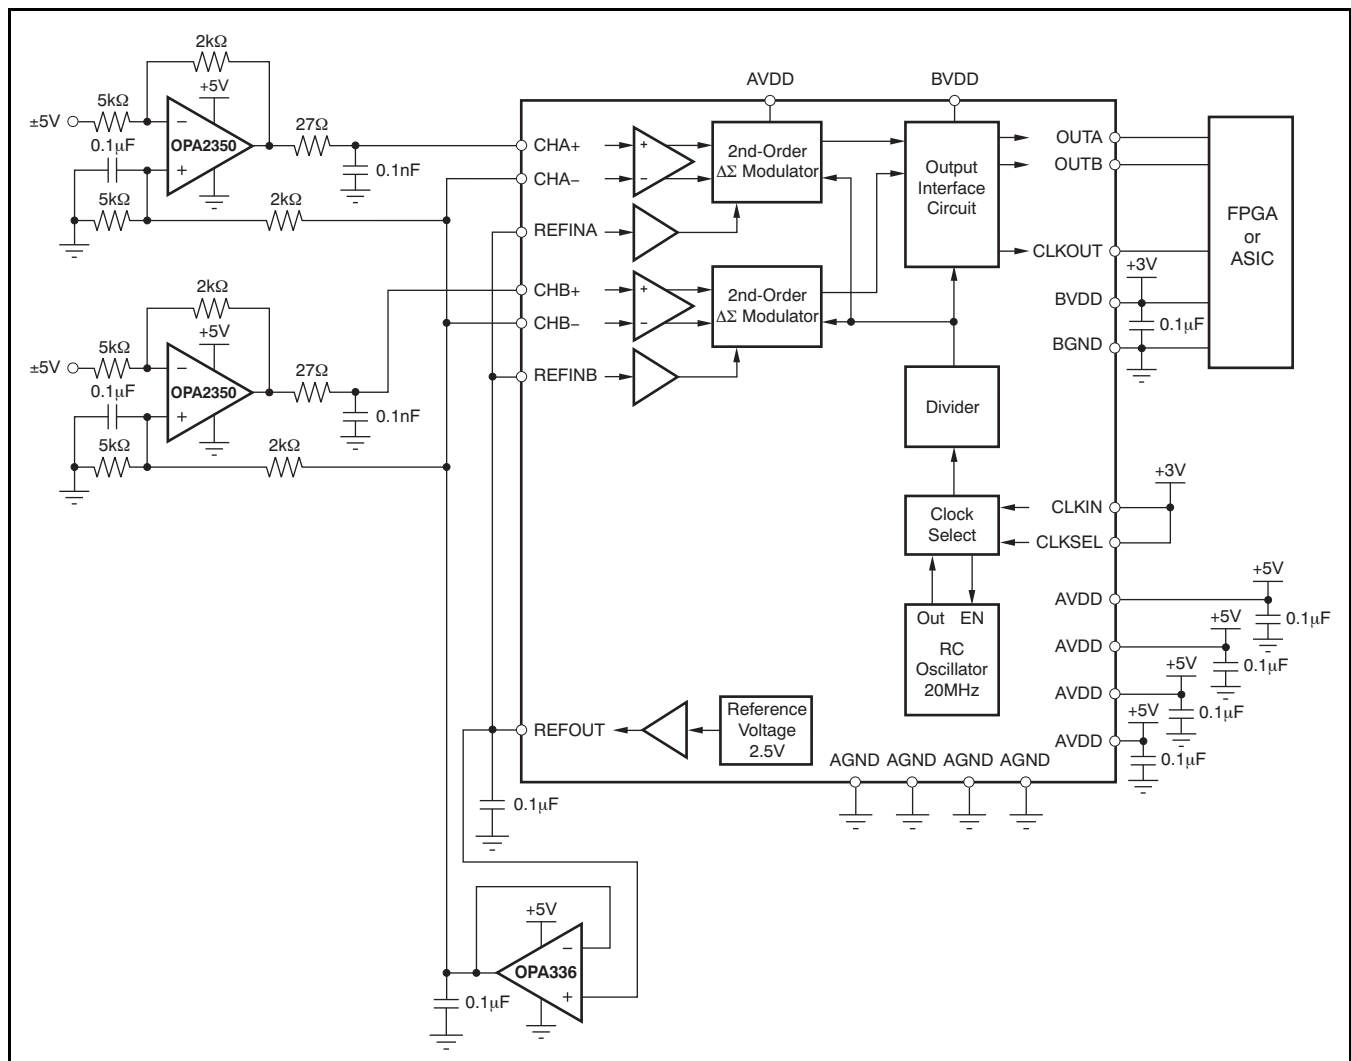 2kΩ
+5V
5kΩ
±5V
OPA2350
0.1μF
27Ω
0.1nF
5kΩ
2kΩ
2kΩ
+5V
5kΩ
±5V
OPA2350
0.1μF
27Ω
0.1nF
5kΩ
2kΩ
AVDD
BVDD
CHA+
CHA−
REFINA
CHB+
CHB−
REFINB
+
−
+
−
+
−
+
−
2nd-Order
ΔΣ Modulator
2nd-Order
ΔΣ Modulator
Output
Interface
Circuit
OUTA
OUTB
CLKOUT
+3V
BVDD
0.1μF
BGND
FPGA
or
ASIC
Divider
Clock
Select
CLKIN
CLKSEL
+3V
Out EN
RC
Oscillator
20MHz
AVDD
+5V
0.1μF
AVDD
+5V
0.1μF
AVDD
+5V
0.1μF
AVDD
+5V
0.1μF
REFOUT
Reference
Voltage
2.5V
AGND AGND AGND AGND
0.1μF
+5V
−
OPA336
+
0.1μF